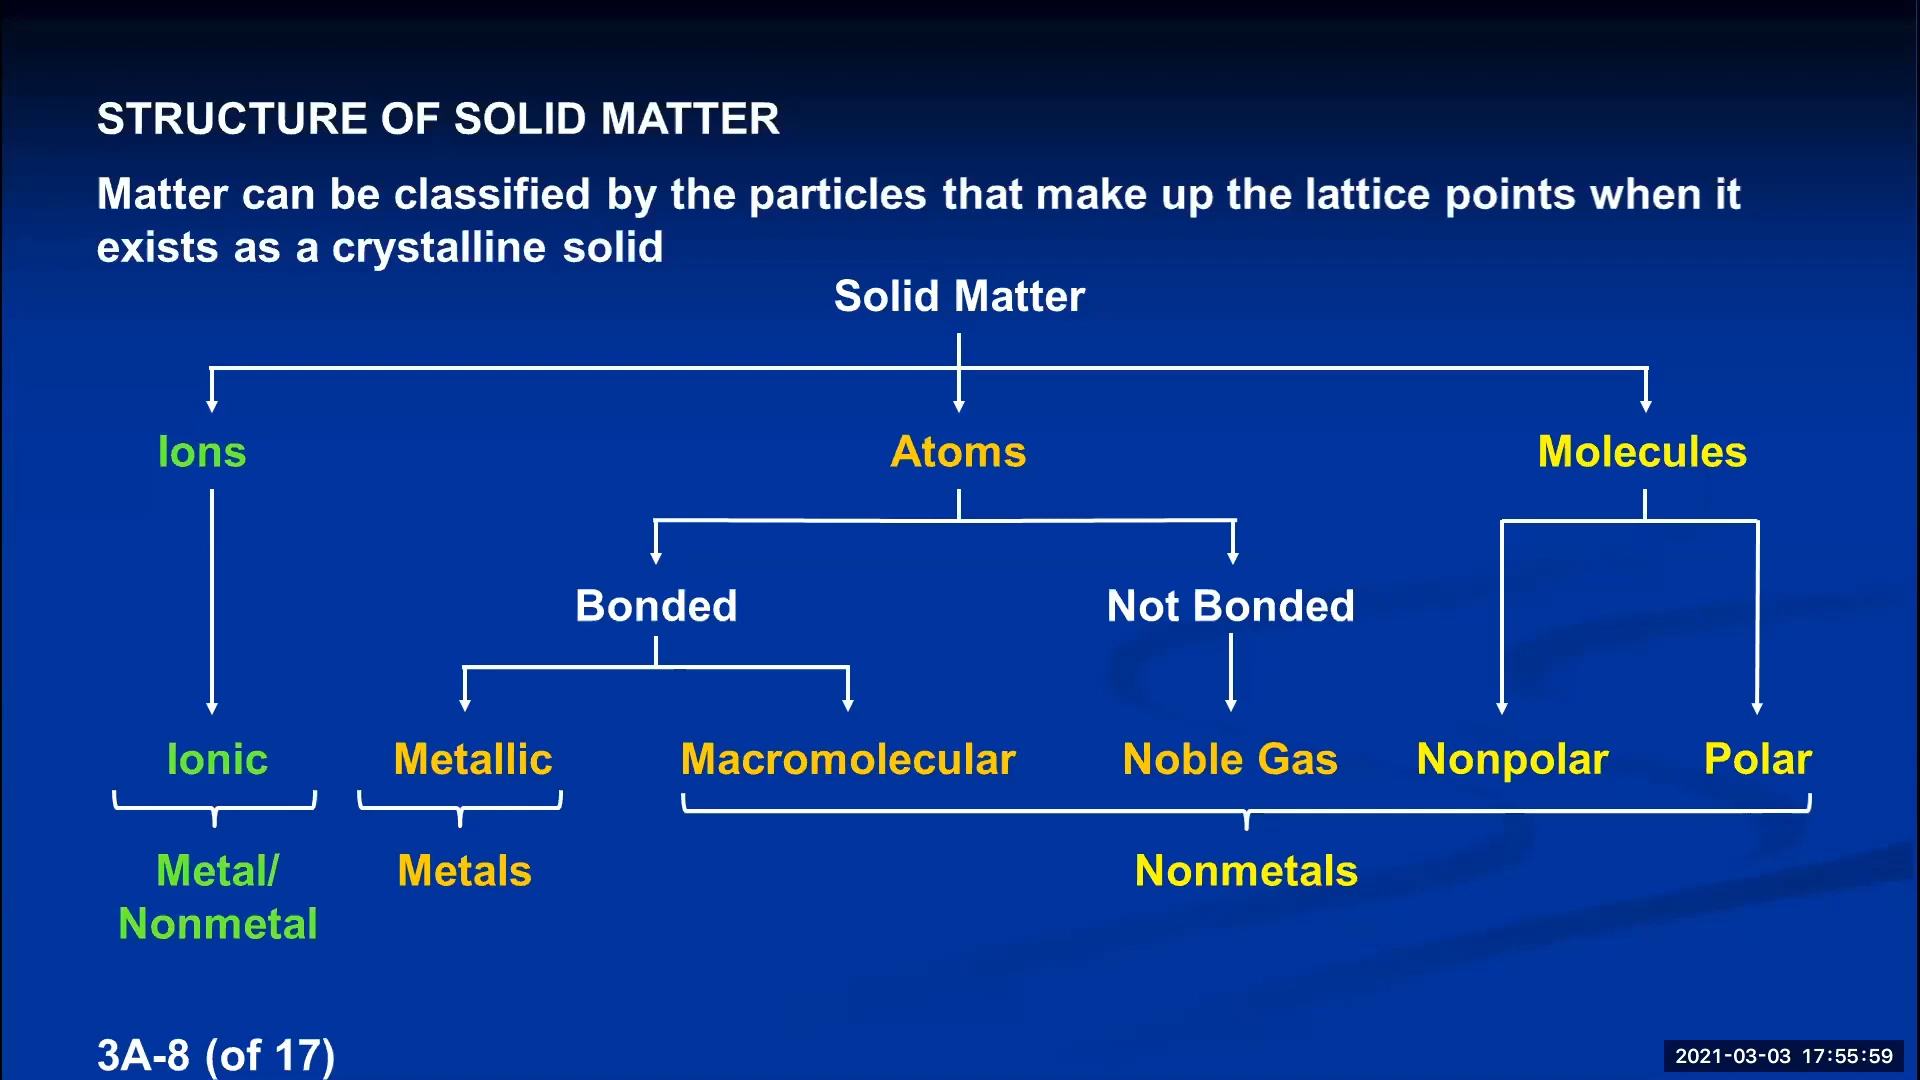 STRUCTURE OF SOLID MATTER
Matter can be classified by the particles that make up the lattice points when it
exists as a crystalline solid
Solid Matter
Ions
Atoms
Molecules
Bonded
Not Bonded
Ionic
Metallic
Macromolecular
Noble Gas
Nonpolar
Polar
Metal/
Nonmetal
Metals
Nonmetals
3A-8 (of 17)
2021-03-03 17:55:59